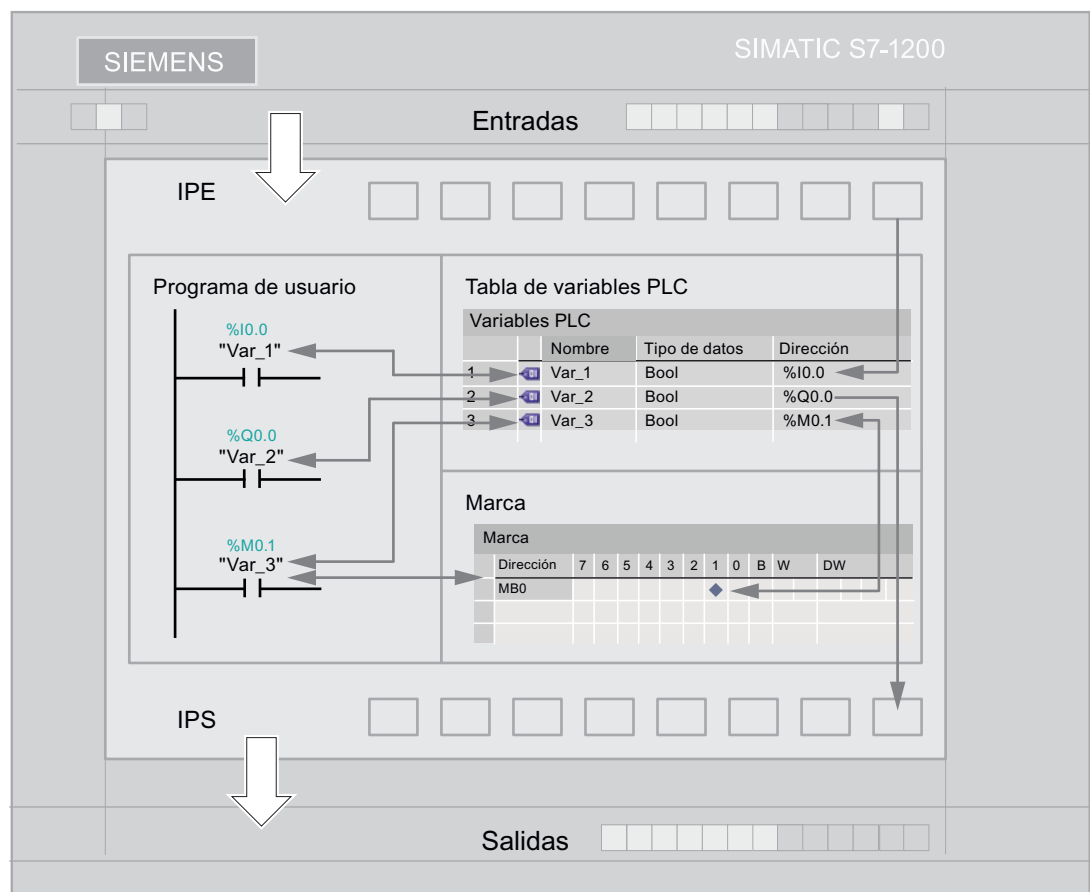 SIEMENS
SIMATIC S7-1200
Entradas
IPE
Programa de usuario
%I0.0
"Var_1"
%Q0.0
"Var_2"
%M0.1
"Var_3"
Tabla de variables PLC
Variables PLC
Nombre Tipo de datos Dirección
1 Var_1 Bool %I0.0
2 Var_2 Bool %Q0.0
3 Var_3 Bool %M0.1
Marca
Marca
Dirección 7 6 5 4 3 2 1 0 B W DW
MB0
IPS
Salidas